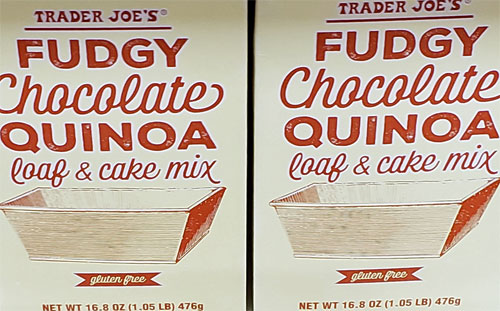 TRADER JOE'S®
FUDGY
Chocolate
QUINOA
loaf & cake mix
gluten free
NET WT 16.8 OZ (1.05 LB) 476g
TRADER JOE'S®
FUDGY
Chocolate
QUINOA
loaf & cake mix
gluten free
NET WT 16.8 OZ (1.05 LB) 476g